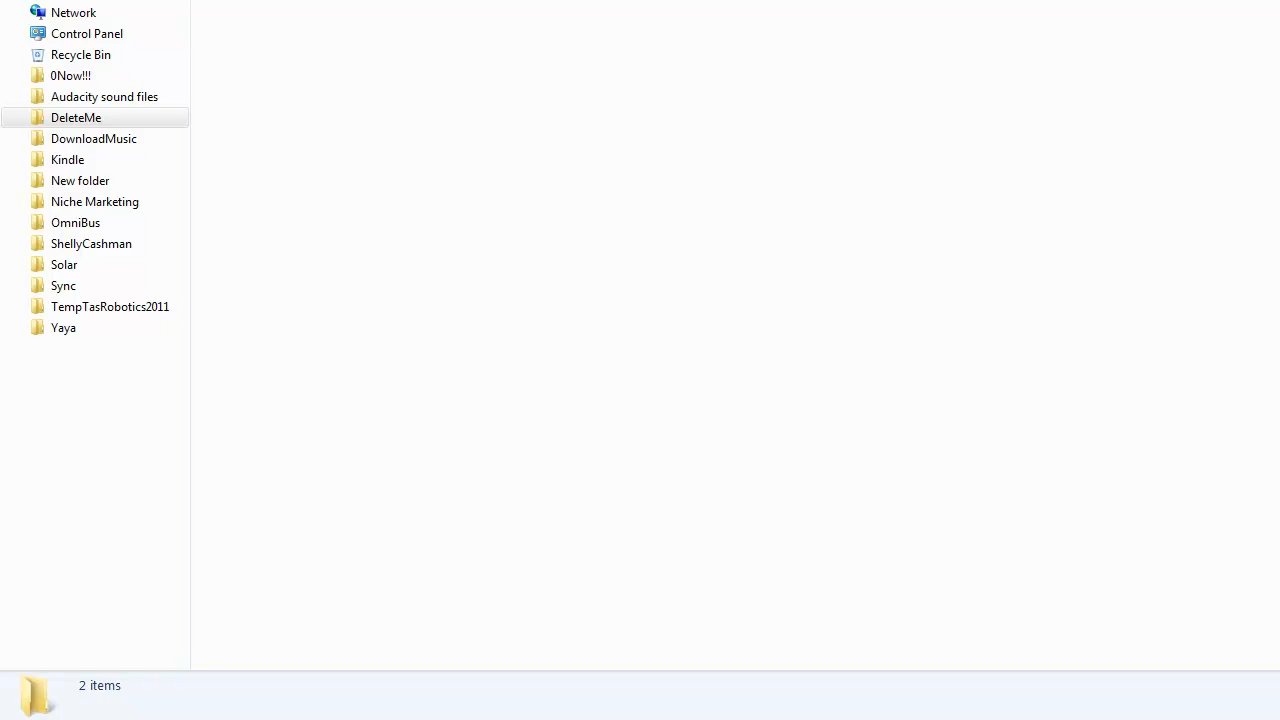 Network
Control Panel
Recycle Bin
0Now!!!
Audacity sound files
DeleteMe
DownloadMusic
Kindle
New folder
Niche Marketing
OmniBus
ShellyCashman
Solar
Sync
TempTasRobotics2011
Yaya
2 items